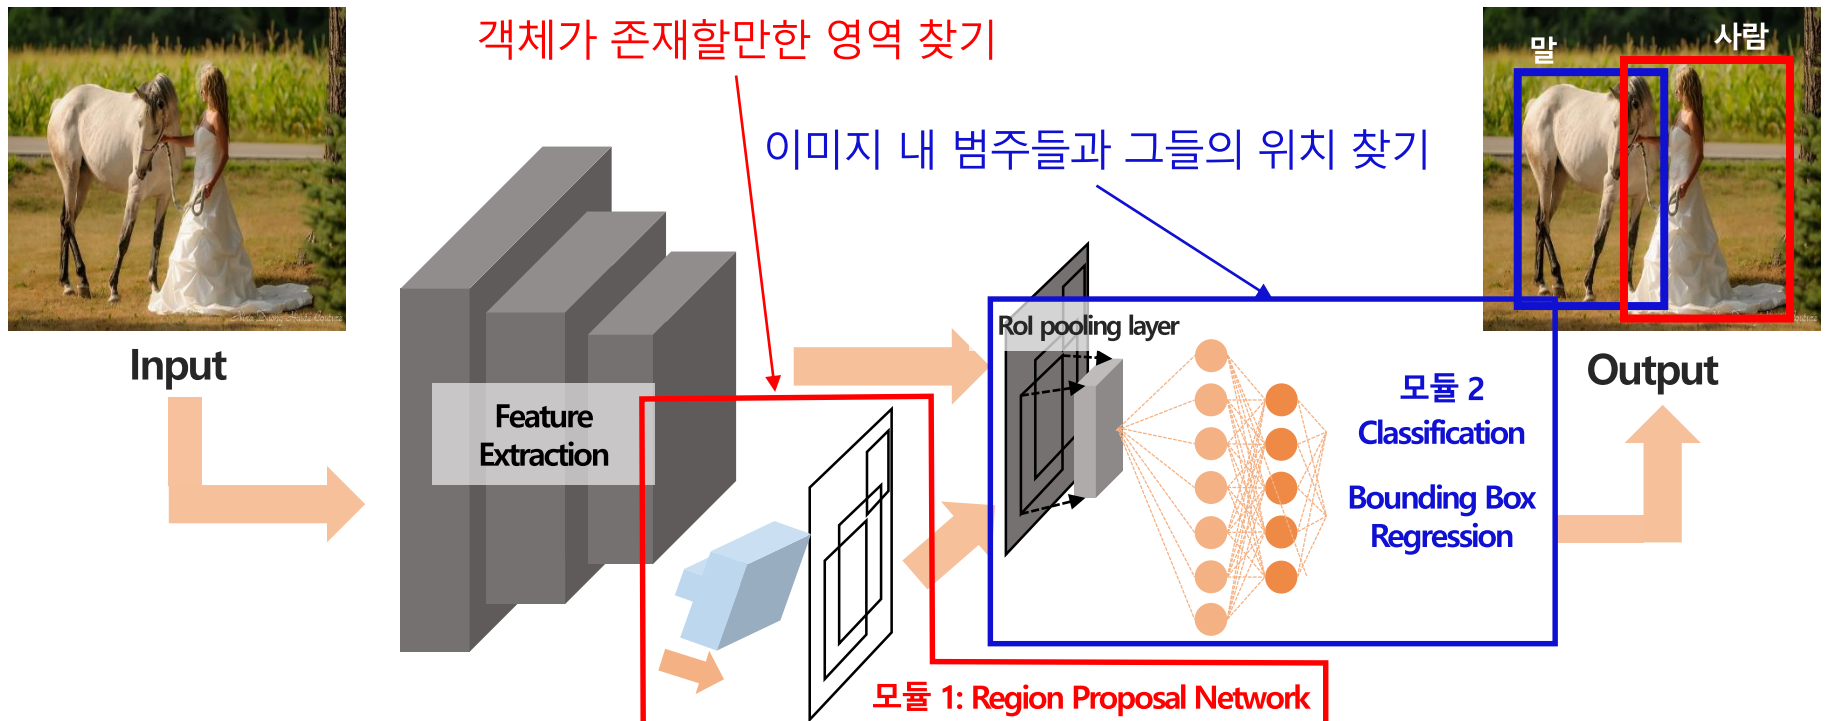 객체가 존재할만한 영역 찾기
이미지 내 범주들과 그들의 위치 찾기
말
사람
Input
Feature
Extraction
RoI pooling layer
모듈 2
Classification
Bounding Box
Regression
Output
모듈 1: Region Proposal Network